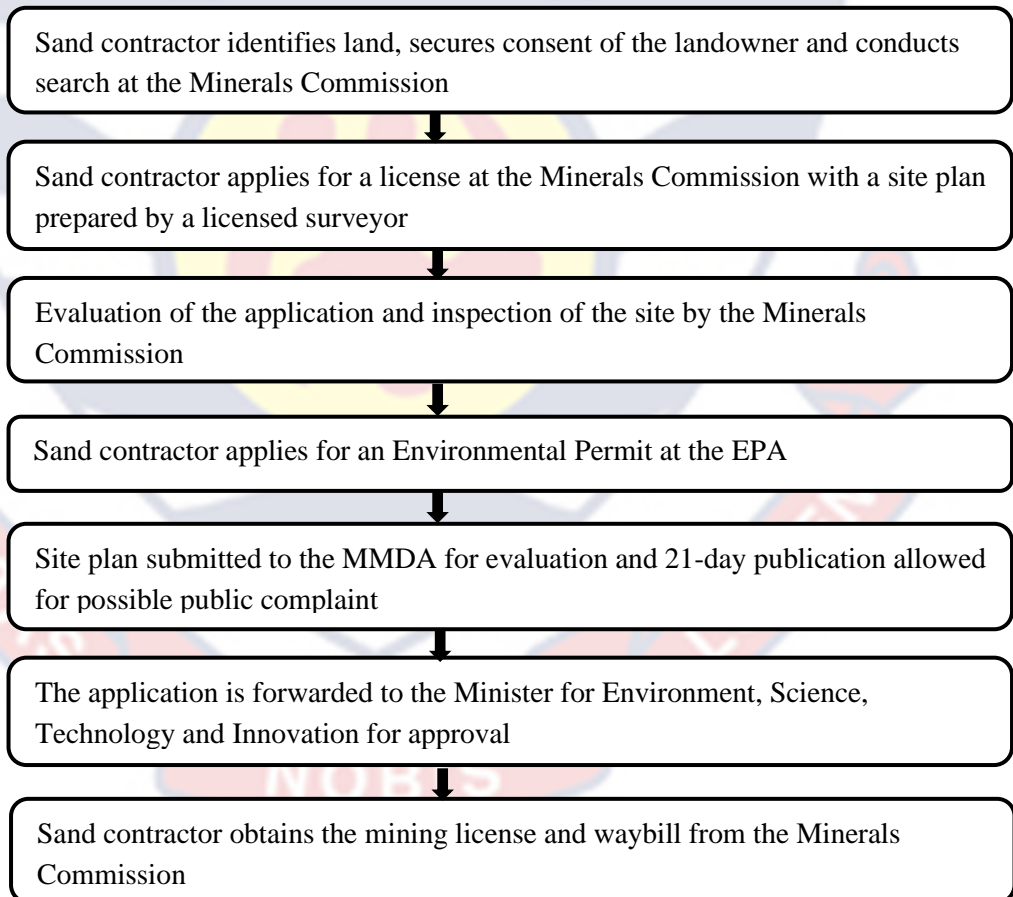 Sand contractor identifies land, secures consent of the landowner and conducts
search at the Minerals Commission
Sand contractor applies for a license at the Minerals Commission with a site plan
prepared by a licensed surveyor
Evaluation of the application and inspection of the site by the Minerals
Commission
Sand contractor applies for an Environmental Permit at the EPA
Site plan submitted to the MMDA for evaluation and 21-day publication allowed
for possible public complaint
The application is forwarded to the Minister for Environment, Science,
Technology and Innovation for approval
NOBIS
Sand contractor obtains the mining license and waybill from the Minerals
Commission